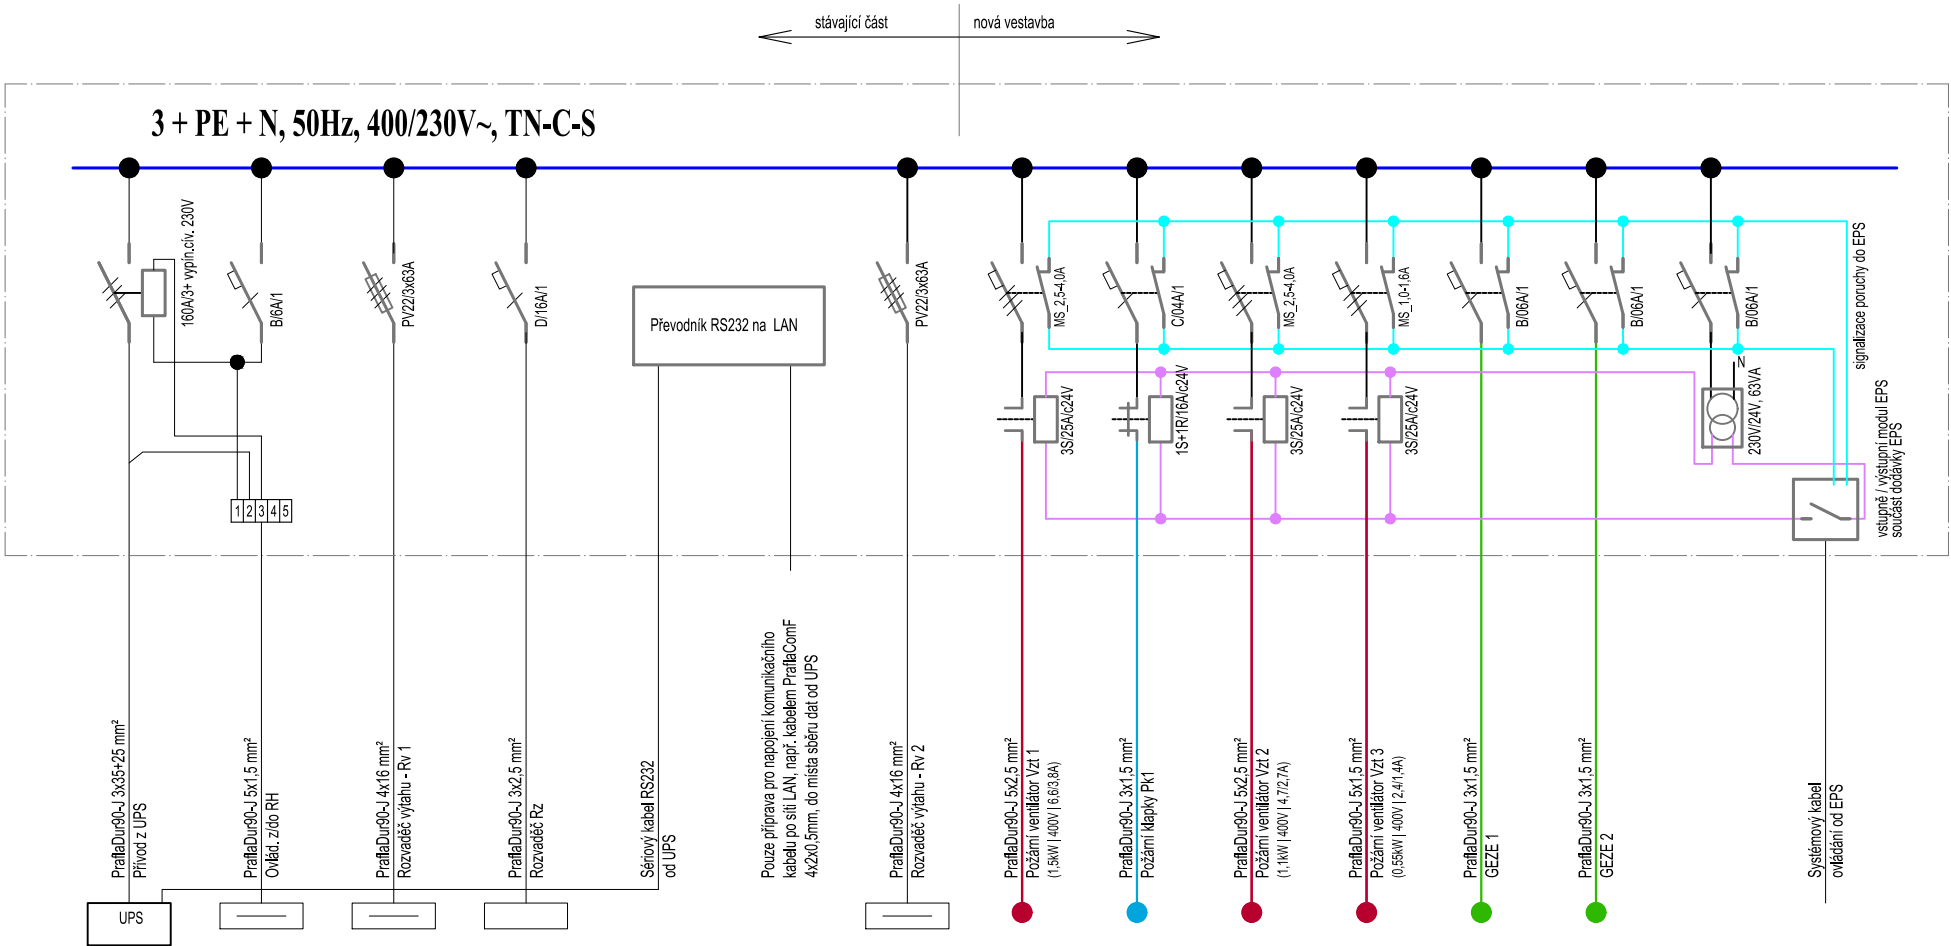 stávající část
nová vestavba
3 + PE + N, 50Hz, 400/230V~, TN-C-S
160A/3+ vypín.cív. 230V
B/6A/1
PV22/3x63A
D/16A/1
Převodník RS232 na LAN
PV22/3x63A
MS_2,5-4,0A
C/04A/1
MS_2,5-4,0A
MS_1,0-1,6A
B/06A/1
B/06A/1
B/06A/1
signalizace poruchy do EPS
N
3S/25A/c24V
1S+1R/16A/c24V
3S/25A/c24V
3S/25A/c24V
230V/24V, 63VA
vstupně / výstupní modul EPS
součást dodávky EPS
1 2 3 4 5
PraflaDur90-J 3x35+25 mm²
Přívod z UPS
PraflaDur90-J 5x1,5 mm²
Ovlád. z/do RH
PraflaDur90-J 4x16 mm²
Rozvaděč výtahu - Rv 1
PraflaDur90-J 3x2,5 mm²
Rozvaděč Rz
Sériový kabel RS232
od UPS
Pouze příprava pro napojení komunikačního
kabelu po síti LAN, např. kabelem PraflaComF
4x2x0,5mm, do místa sběru dat od UPS
PraflaDur90-J 4x16 mm²
Rozvaděč výtahu - Rv 2
PraflaDur90-J 5x2,5 mm²
Požární ventilátor Vzt 1
(1,5kW | 400V | 6,6/3,8A)
PraflaDur90-J 3x1,5 mm²
Požární klapky Pk1
PraflaDur90-J 5x2,5 mm²
Požární ventilátor Vzt 2
(1,1kW | 400V | 4,7/2,7A)
PraflaDur90-J 5x1,5 mm²
Požární ventilátor Vzt 3
(0,55kW | 400V | 2,4/1,4A)
PraflaDur90-J 3x1,5 mm²
GEZE 1
PraflaDur90-J 3x1,5 mm²
GEZE 2
Systémový kabel
ovládání od EPS
UPS